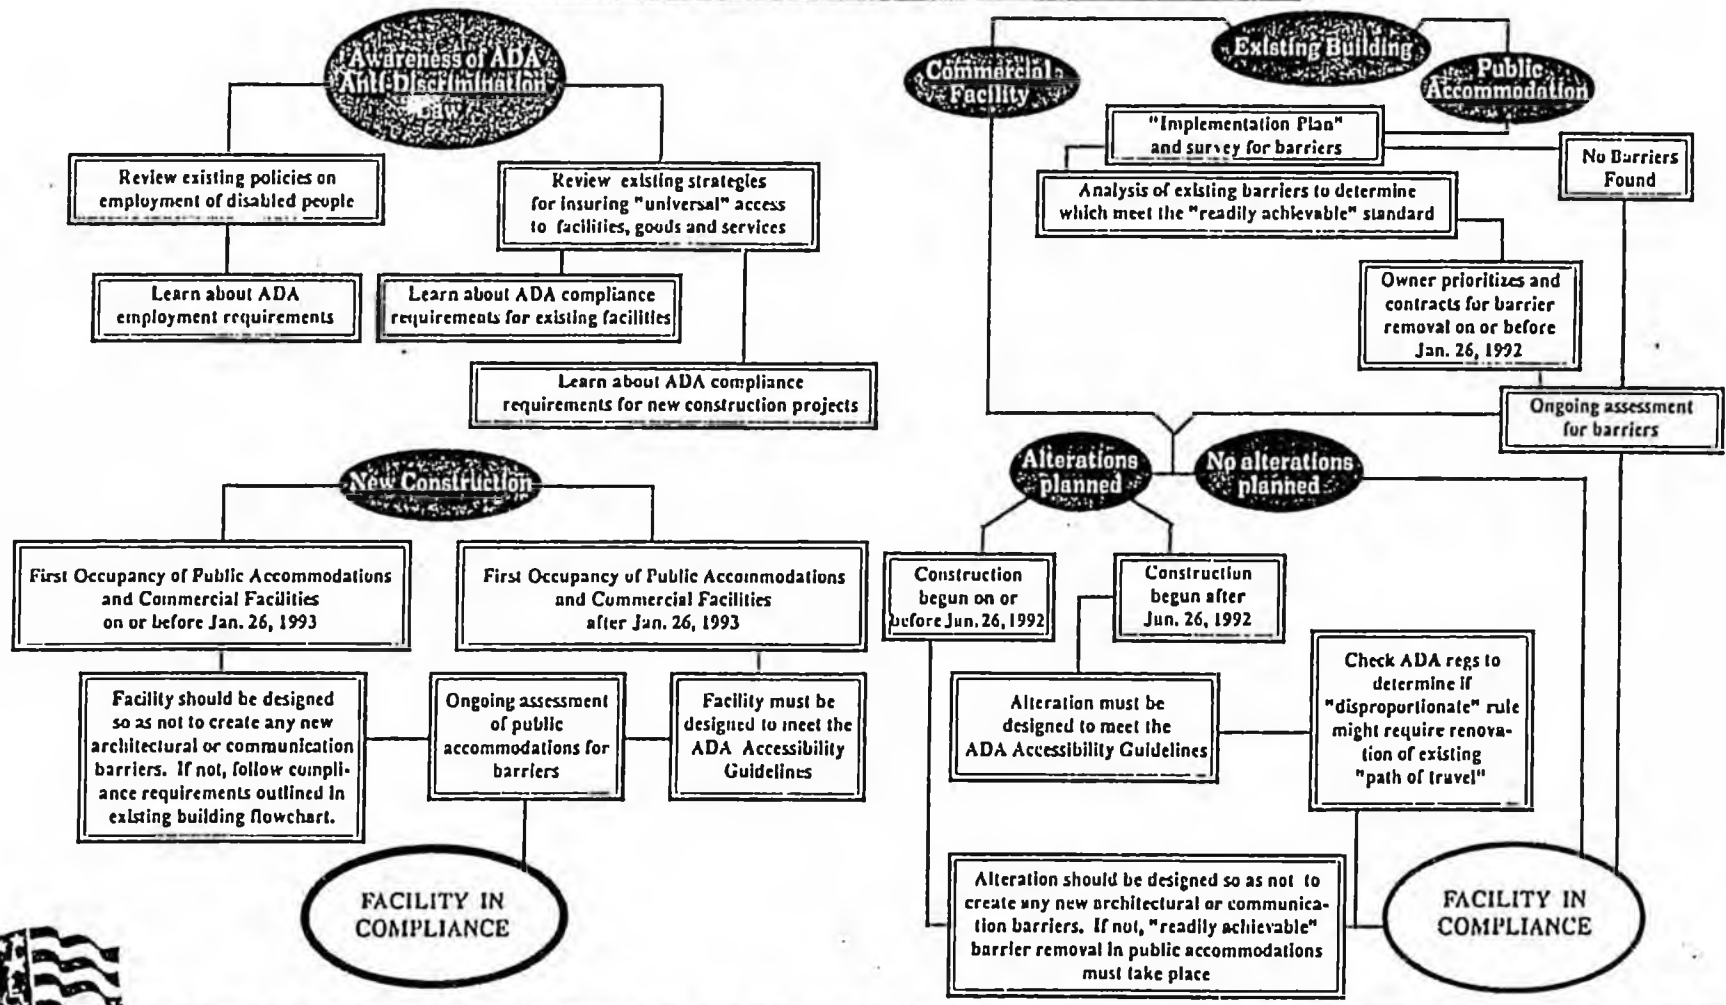 Awareness of ADA
Anti-Discrimination
Law
Review existing policies on
employment of disabled people
Review existing strategies
for insuring "universal" access
to facilities, goods and services
Learn about ADA
employment requirements
Learn about ADA compliance
requirements for existing facilities
Learn about ADA compliance
requirements for new construction projects
New Construction
First Occupancy of Public Accommodations
and Commercial Facilities
on or before Jan. 26, 1993
First Occupancy of Public Accommodations
and Commercial Facilities
after Jan. 26, 1993
Facility should be designed
so as not to create any new
architectural or communication
barriers. If not, follow compli-
ance requirements outlined in
existing building flowchart.
Ongoing assessment
of public
accommodations for
barriers
Facility must be
designed to meet the
ADA Accessibility
Guidelines
FACILITY IN
COMPLIANCE
Existing Building
Commercial
Facility
Public
Accommodation
"Implementation Plan"
and survey for barriers
No Barriers
Found
Analysis of existing barriers to determine
which meet the "readily achievable" standard
Owner prioritizes and
contracts for barrier
removal on or before
Jan. 26, 1992
Ongoing assessment
for barriers
Alterations
planned
No alterations
planned
Construction
begun on or
before Jun. 26, 1992
Construction
begun after
Jun. 26, 1992
Alteration must be
designed to meet the
ADA Accessibility Guidelines
Check ADA regs to
determine if
"disproportionate" rule
might require renova-
tion of existing
"path of travel"
Alteration should be designed so as not to
create any new architectural or communica-
tion barriers. If not, "readily achievable"
barrier removal in public accommodations
must take place
FACILITY IN
COMPLIANCE